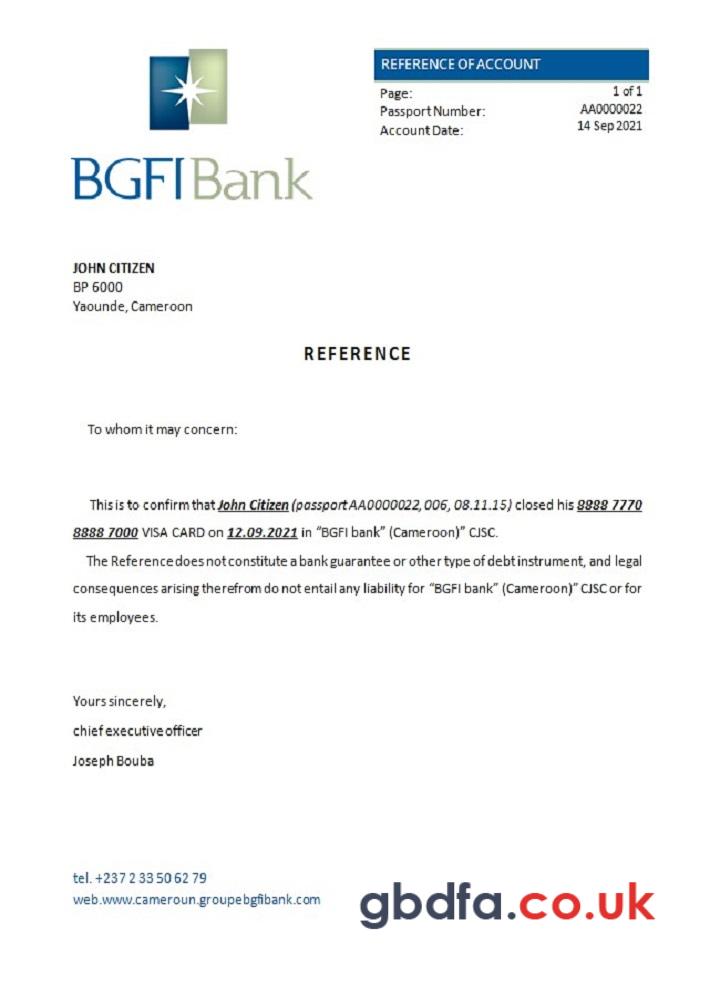 REFERENCE OF ACCOUNT
Page: 1 of 1
Passport Number: AA0000022
Account Date: 14 Sep 2021
BGFIBank
JOHN CITIZEN
BP 6000
Yaounde, Cameroon
REFERENCE
To whom it may concern:
This is to confirm that John Citizen (passport AA0000022, 006, 08.11.15) closed his 8888 7770
8888 7000 VISA CARD on 12.09.2021 in “BGFI bank” (Cameroon)” CJSC.
The Reference does not constitute a bank guarantee or other type of debt instrument, and legal
consequences arising therefrom do not entail any liability for “BGFI bank” (Cameroon)” CJSC or for
its employees.
Yours sincerely,
chief executive officer
Joseph Bouba
tel. +237 2 33 50 62 79
web.www.cameroun.groupebgfibank.com
gbdfa.co.uk